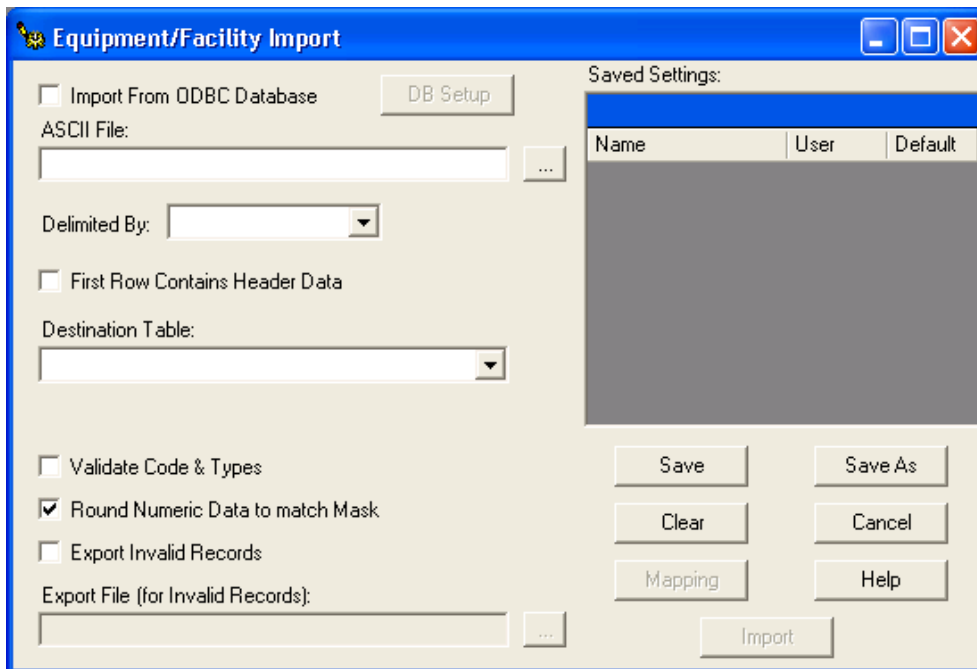 Equipment/Facility Import
Import From ODBC Database
DB Setup
ASCII File:
...
Delimited By:
First Row Contains Header Data
Destination Table:
Validate Code & Types
Round Numeric Data to match Mask
Export Invalid Records
Export File (for Invalid Records):
...
Saved Settings:
Name User Default
Save Save As
Clear Cancel
Mapping Help
Import